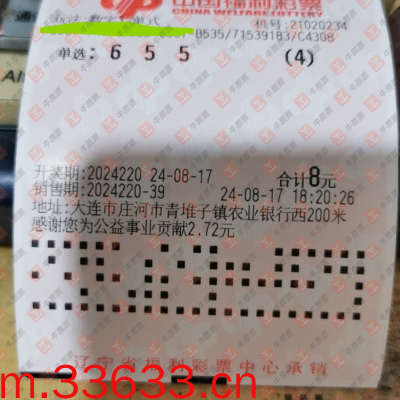 中国福利彩票
CHINA WELFARE LOTTERY
机号:21020234
B535/71539183/C4308
单选: 6 5 5 (4)
开奖期:2024220 24-08-17 合计8元
销售期:2024220-39 24-08-17 18:20:26
地址:大连市庄河市青堆子镇农业银行西200米
感谢您为公益事业贡献2.72元
辽宁省福利彩票中心承销
m.33633.cn